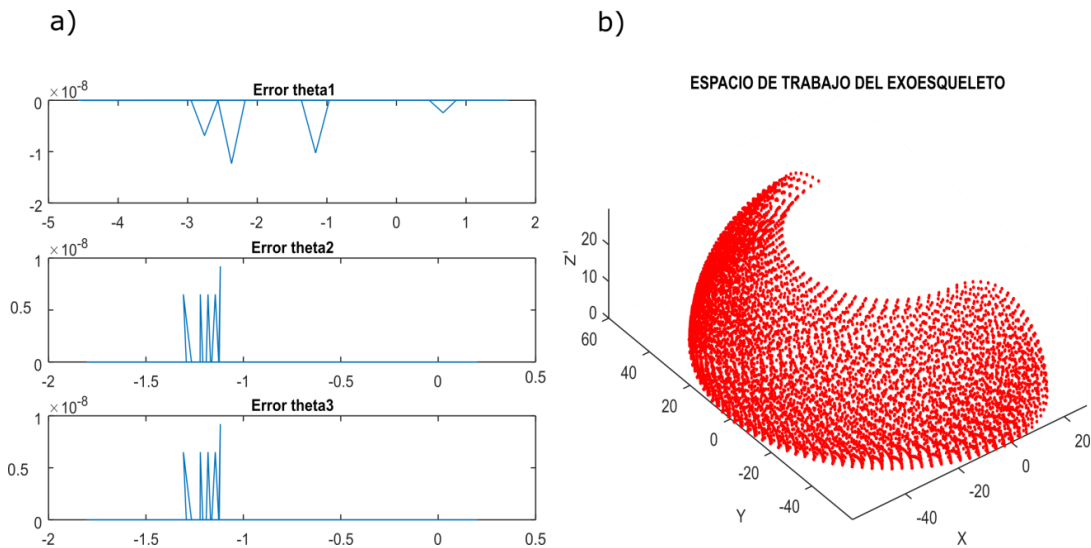 a)
×10⁻⁸
Error theta1
0
-1
-2
-5 -4 -3 -2 -1 0 1 2
×10⁻⁸
Error theta2
1
0.5
0
-2 -1.5 -1 -0.5 0 0.5
×10⁻⁸
Error theta3
1
0.5
0
-2 -1.5 -1 -0.5 0 0.5
b)
ESPACIO DE TRABAJO DEL EXOESQUELETO
Z'
20
10
0
60
40
20
0
-20
-40
Y
-40
-20
0
20
X